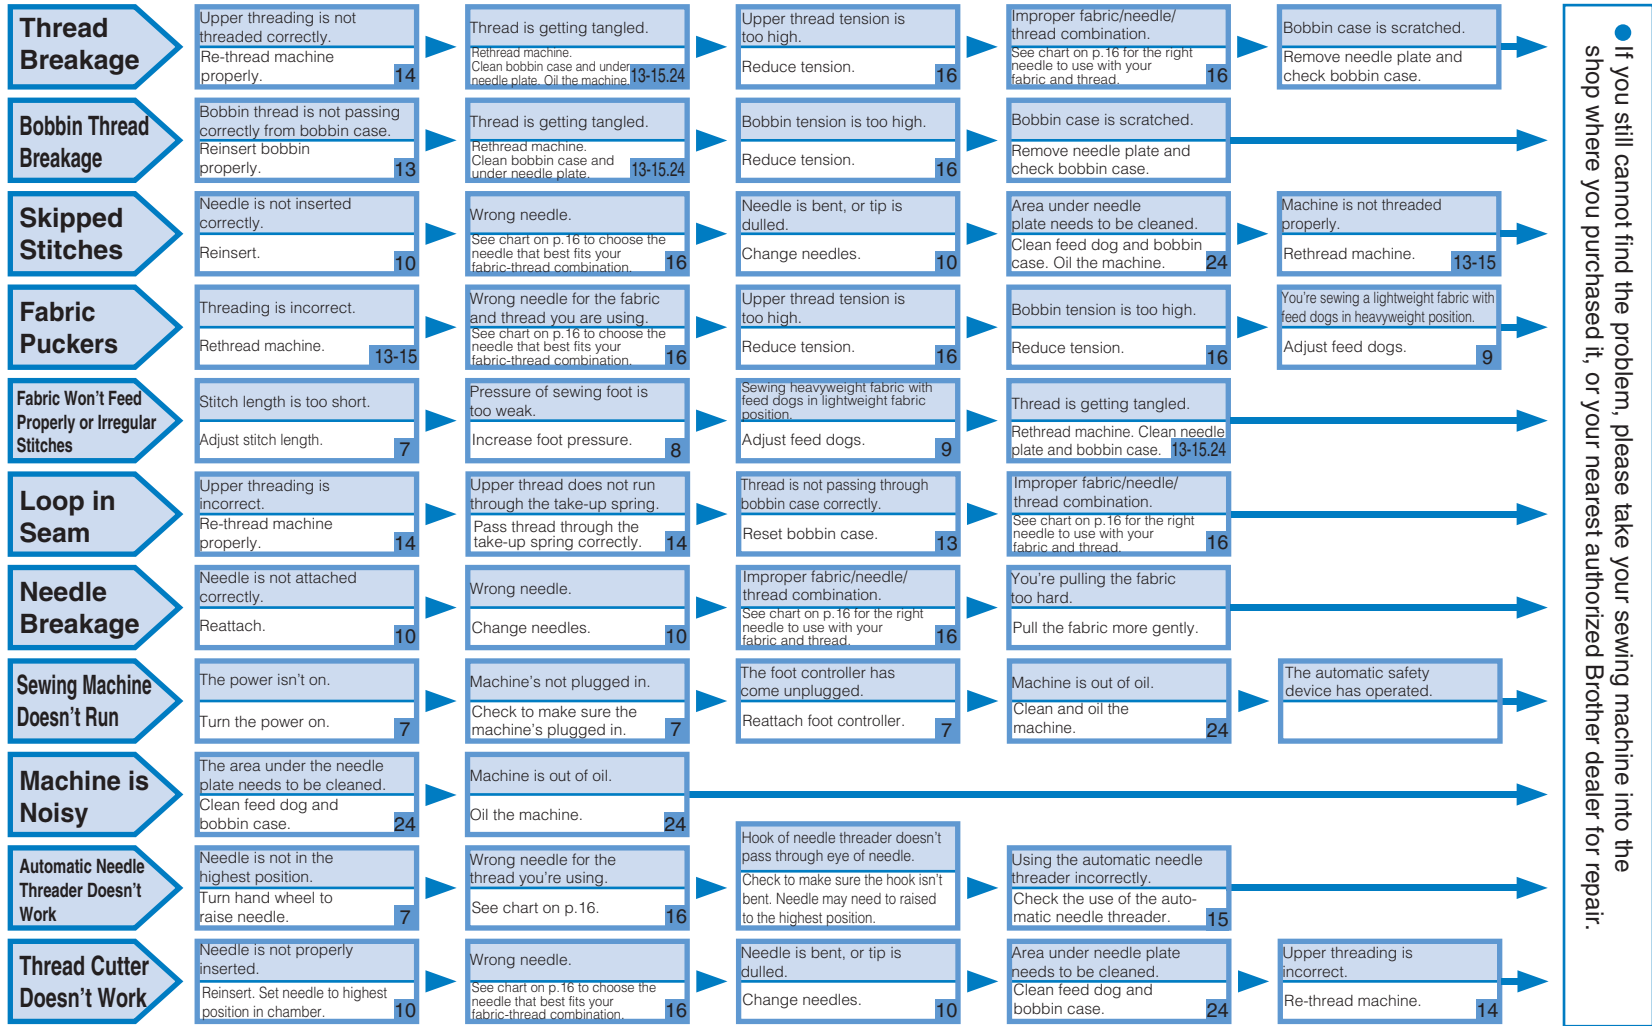 Thread
Breakage
Upper threading is not
threaded correctly.
Re-thread machine
properly.
14
Thread is getting tangled.
Rethread machine.
Clean bobbin case and under
needle plate. Oil the machine.
13-15.24
Upper thread tension is
too high.
Reduce tension.
16
Improper fabric/needle/
thread combination.
See chart on p.16 for the right
needle to use with your
fabric and thread.
16
Bobbin case is scratched.
Remove needle plate and
check bobbin case.
Bobbin Thread
Breakage
Bobbin thread is not passing
correctly from bobbin case.
Reinsert bobbin
properly.
13
Thread is getting tangled.
Rethread machine.
Clean bobbin case and
under needle plate.
13-15.24
Bobbin tension is too high.
Reduce tension.
16
Bobbin case is scratched.
Remove needle plate and
check bobbin case.
Skipped
Stitches
Needle is not inserted
correctly.
Reinsert.
10
Wrong needle.
See chart on p.16 to choose the
needle that best fits your
fabric-thread combination.
16
Needle is bent, or tip is
dulled.
Change needles.
10
Area under needle
plate needs to be cleaned.
Clean feed dog and bobbin
case. Oil the machine.
24
Machine is not threaded
properly.
Rethread machine.
13-15
Fabric
Puckers
Threading is incorrect.
Rethread machine.
13-15
Wrong needle for the fabric
and thread you are using.
See chart on p.16 to choose the
needle that best fits your
fabric-thread combination.
16
Upper thread tension is
too high.
Reduce tension.
16
Bobbin tension is too high.
Reduce tension.
16
You're sewing a lightweight fabric with
feed dogs in heavyweight position.
Adjust feed dogs.
9
Fabric Won't Feed
Properly or Irregular
Stitches
Stitch length is too short.
Adjust stitch length.
7
Pressure of sewing foot is
too weak.
Increase foot pressure.
8
Sewing heavyweight fabric with
feed dogs in lightweight fabric
position.
Adjust feed dogs.
9
Thread is getting tangled.
Rethread machine. Clean needle
plate and bobbin case.
13-15.24
Loop in
Seam
Upper threading is
incorrect.
Re-thread machine
properly.
14
Upper thread does not run
through the take-up spring.
Pass thread through the
take-up spring correctly.
14
Thread is not passing through
bobbin case correctly.
Reset bobbin case.
13
Improper fabric/needle/
thread combination.
See chart on p.16 for the right
needle to use with your
fabric and thread.
16
Needle
Breakage
Needle is not attached
correctly.
Reattach.
10
Wrong needle.
Change needles.
10
Improper fabric/needle/
thread combination.
See chart on p.16 for the right
needle to use with your
fabric and thread.
16
You're pulling the fabric
too hard.
Pull the fabric more gently.
Sewing Machine
Doesn't Run
The power isn't on.
Turn the power on.
7
Machine's not plugged in.
Check to make sure the
machine's plugged in.
7
The foot controller has
come unplugged.
Reattach foot controller.
7
Machine is out of oil.
Clean and oil the
machine.
24
The automatic safety
device has operated.
Machine is
Noisy
The area under the needle
plate needs to be cleaned.
Clean feed dog and
bobbin case.
24
Machine is out of oil.
Oil the machine.
24
Automatic Needle
Threader Doesn't
Work
Needle is not in the
highest position.
Turn hand wheel to
raise needle.
7
Wrong needle for the
thread you're using.
See chart on p.16.
16
Hook of needle threader doesn't
pass through eye of needle.
Check to make sure the hook isn't
bent. Needle may need to raised
to the highest position.
Using the automatic needle
threader incorrectly.
Check the use of the auto-
matic needle threader.
15
Thread Cutter
Doesn't Work
Needle is not properly
inserted.
Reinsert. Set needle to highest
position in chamber.
10
Wrong needle.
See chart on p.16 to choose the
needle that best fits your
fabric-thread combination.
16
Needle is bent, or tip is
dulled.
Change needles.
10
Area under needle plate
needs to be cleaned.
Clean feed dog and
bobbin case.
24
Upper threading is
incorrect.
Re-thread machine.
14
● If you still cannot find the problem, please take your sewing machine into the
shop where you purchased it, or your nearest authorized Brother dealer for repair.